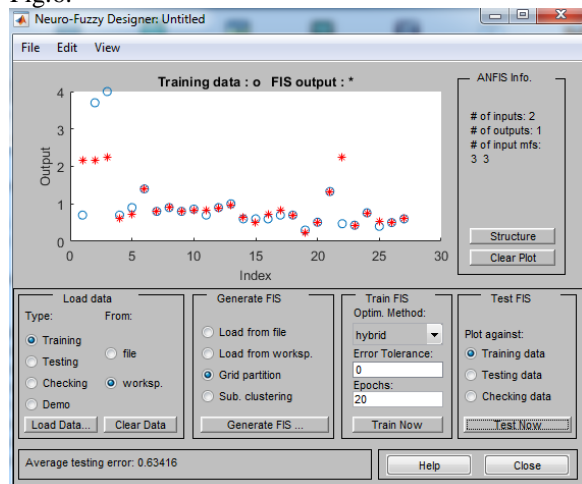 Fig.6.
Neuro-Fuzzy Designer: Untitled
File Edit View
Training data : o FIS output : *
4
3
2
1
0
Output
0 5 10 15 20 25 30
Index
ANFIS Info.
# of inputs: 2
# of outputs: 1
# of input mfs:
3 3
Structure
Clear Plot
Load data
Type: From:
Training
Testing
Checking
Demo
file
worksp.
Load Data... Clear Data
Generate FIS
Load from file
Load from worksp.
Grid partition
Sub. clustering
Generate FIS ...
Train FIS
Optim. Method:
hybrid
Error Tolerance:
0
Epochs:
20
Train Now
Test FIS
Plot against:
Training data
Testing data
Checking data
Test Now
Average testing error: 0.63416
Help Close